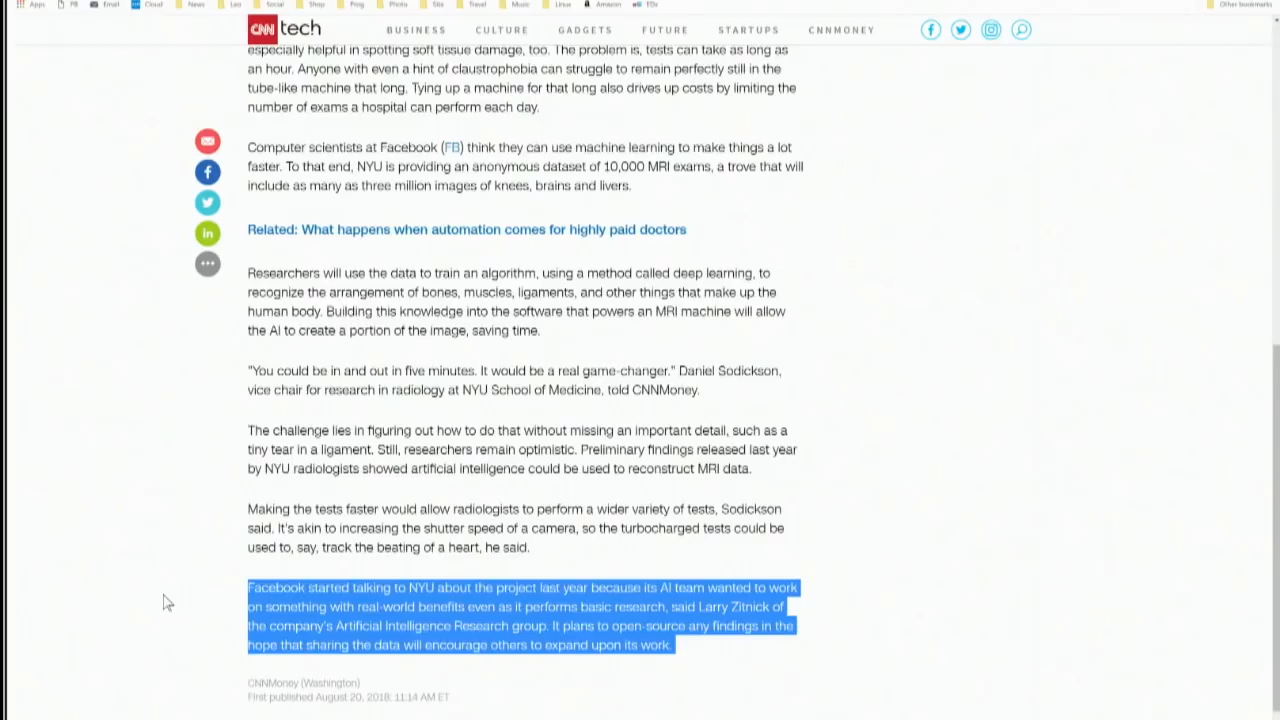 Apps FB Email Cloud News Leo Social Shop Prog Photo Site Travel Music Linux Amazon Other bookmarks
CNN tech BUSINESS CULTURE GADGETS FUTURE STARTUPS CNNMONEY
especially helpful in spotting soft tissue damage, too. The problem is, tests can take as long as
an hour. Anyone with even a hint of claustrophobia can struggle to remain perfectly still in the
tube-like machine that long. Tying up a machine for that long also drives up costs by limiting the
number of exams a hospital can perform each day.
Computer scientists at Facebook (FB) think they can use machine learning to make things a lot
faster. To that end, NYU is providing an anonymous dataset of 10,000 MRI exams, a trove that will
include as many as three million images of knees, brains and livers.
Related: What happens when automation comes for highly paid doctors
Researchers will use the data to train an algorithm, using a method called deep learning, to
recognize the arrangement of bones, muscles, ligaments, and other things that make up the
human body. Building this knowledge into the software that powers an MRI machine will allow
the AI to create a portion of the image, saving time.
"You could be in and out in five minutes. It would be a real game-changer." Daniel Sodickson,
vice chair for research in radiology at NYU School of Medicine, told CNNMoney.
The challenge lies in figuring out how to do that without missing an important detail, such as a
tiny tear in a ligament. Still, researchers remain optimistic. Preliminary findings released last year
by NYU radiologists showed artificial intelligence could be used to reconstruct MRI data.
Making the tests faster would allow radiologists to perform a wider variety of tests, Sodickson
said. It's akin to increasing the shutter speed of a camera, so the turbocharged tests could be
used to, say, track the beating of a heart, he said.
Facebook started talking to NYU about the project last year because its AI team wanted to work
on something with real-world benefits even as it performs basic research, said Larry Zitnick of
the company's Artificial Intelligence Research group. It plans to open-source any findings in the
hope that sharing the data will encourage others to expand upon its work.
CNNMoney (Washington)
First published August 20, 2018: 11:14 AM ET